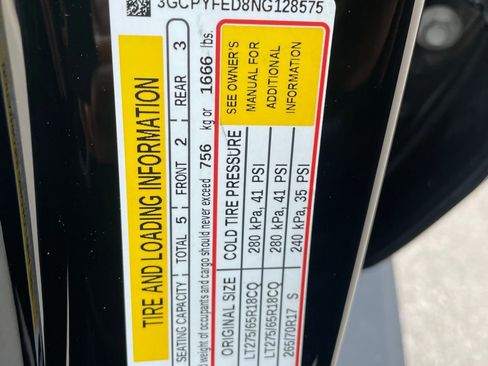 3GCPYFED8NG128575
TIRE AND LOADING INFORMATION
SEATING CAPACITY TOTAL 5 FRONT 2 REAR 3
d weight of occupants and cargo should never exceed 756 kg or 1666 lbs.
ORIGINAL SIZE COLD TIRE PRESSURE
LT275/65R18CQ 280 kPa, 41 PSI
LT275/65R18CQ 280 kPa, 41 PSI
265/70R17 S 240 kPa, 35 PSI
SEE OWNER'S
MANUAL FOR
ADDITIONAL
INFORMATION